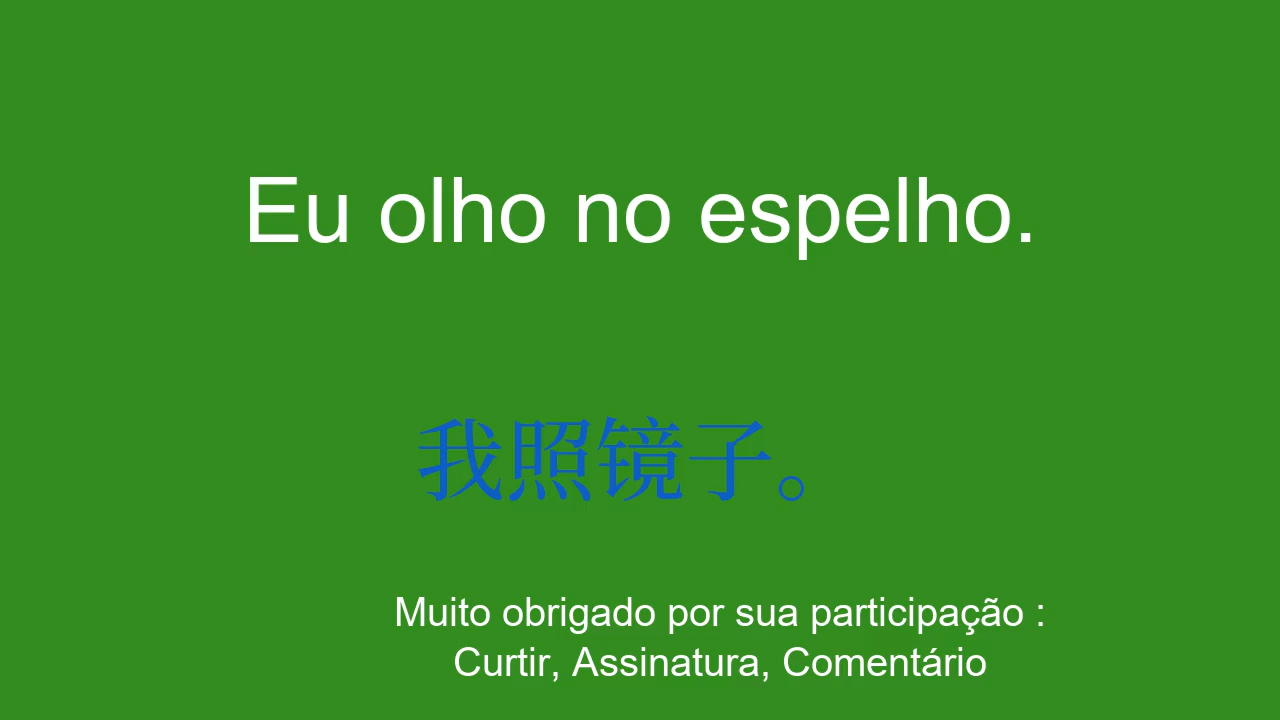 Eu olho no espelho.
我照镜子。
Muito obrigado por sua participação :
Curtir, Assinatura, Comentário